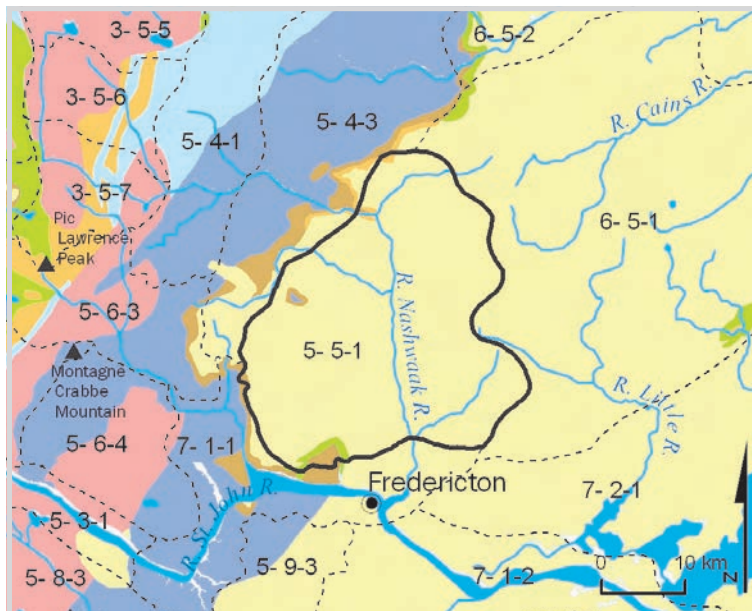 3- 5-5
6- 5-2
3- 5-6
R. Cains R.
5- 4-3
5- 4-1
3- 5-7
Pic
Lawrence
Peak
6- 5-1
R. Nashwaak R.
5- 6-3
5- 5-1
Montagne
Crabbe
Mountain
R. Little R.
5- 6-4
7- 1-1
Fredericton
R. St. John R.
7- 2-1
5- 3-1
5- 9-3
5- 8-3
7- 1-2
0 10 km
N